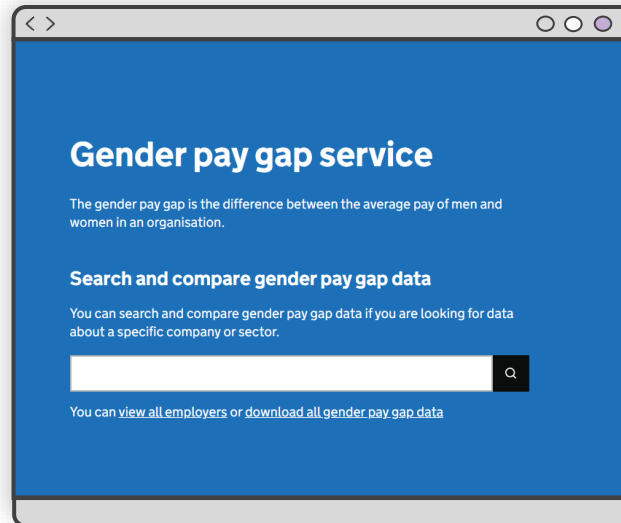 Gender pay gap service
The gender pay gap is the difference between the average pay of men and
women in an organisation.
Search and compare gender pay gap data
You can search and compare gender pay gap data if you are looking for data
about a specific company or sector.
You can view all employers or download all gender pay gap data